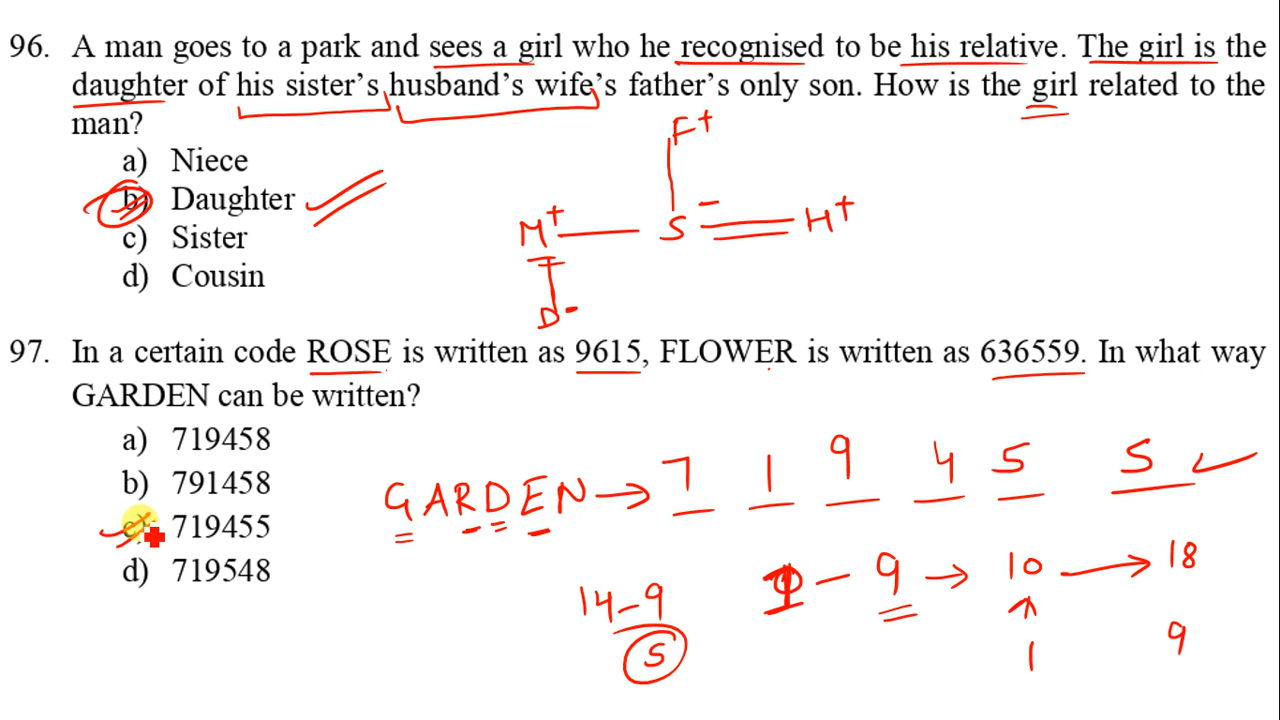 96. A man goes to a park and sees a girl who he recognised to be his relative. The girl is the
daughter of his sister's husband's wife's father's only son. How is the girl related to the
man?
a) Niece
b) Daughter
c) Sister
d) Cousin
F+
M+ S- H+
D-
97. In a certain code ROSE is written as 9615, FLOWER is written as 636559. In what way
GARDEN can be written?
a) 719458
b) 791458
c) 719455
d) 719548
GARDEN → 7 1 9 4 5 5
1 - 9 → 10 → 18
14-9
5
1 9